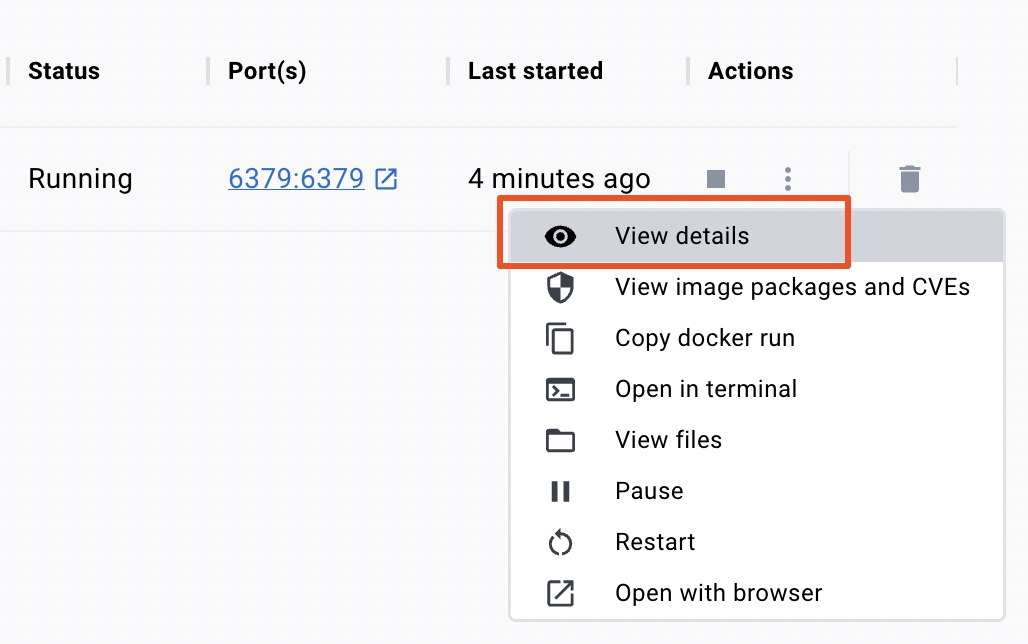 Status Port(s) Last started Actions
Running 6379:6379 4 minutes ago
View details
View image packages and CVEs
Copy docker run
Open in terminal
View files
Pause
Restart
Open with browser